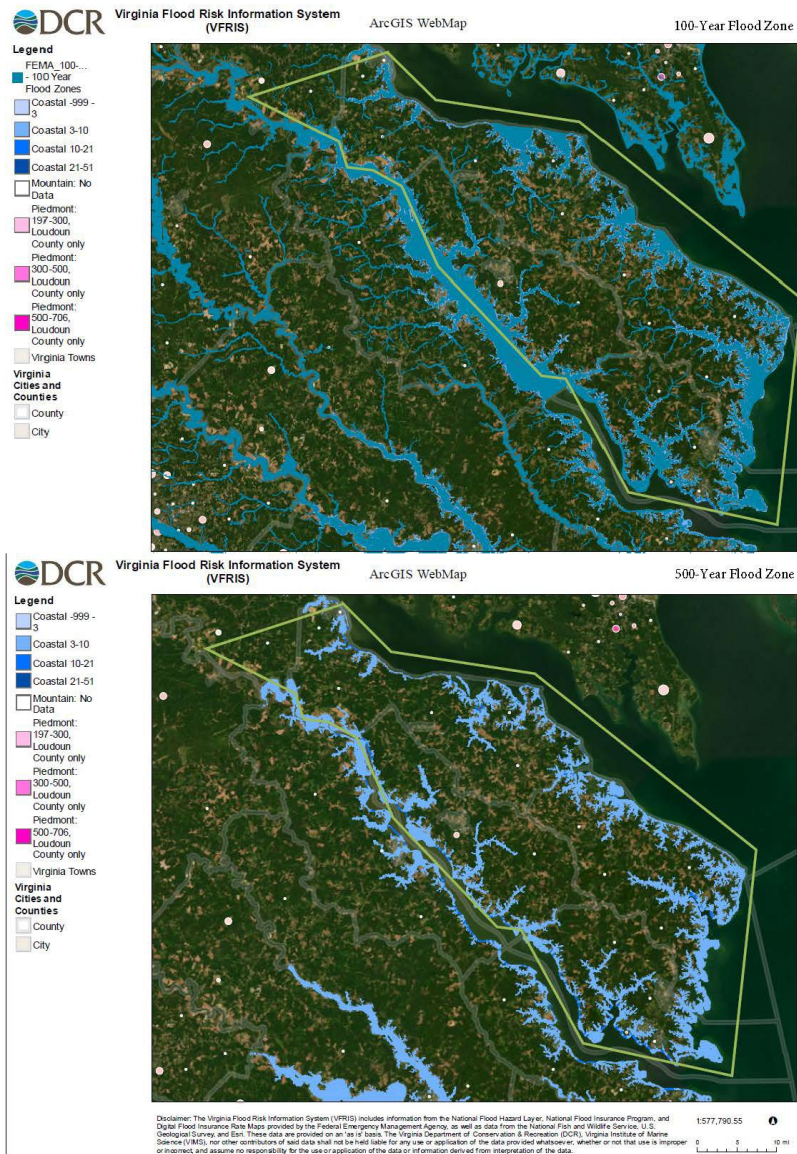 DCR
Virginia Flood Risk Information System
(VFRIS)
ArcGIS WebMap
100-Year Flood Zone
Legend
FEMA_100-...
- 100 Year
Flood Zones
Coastal -999 -
3
Coastal 3-10
Coastal 10-21
Coastal 21-51
Mountain: No
Data
Piedmont:
197-300,
Loudoun
County only
Piedmont:
300-500,
Loudoun
County only
Piedmont:
500-706,
Loudoun
County only
Virginia Towns
Virginia
Cities and
Counties
County
City
DCR
Virginia Flood Risk Information System
(VFRIS)
ArcGIS WebMap
500-Year Flood Zone
Legend
Coastal -999 -
3
Coastal 3-10
Coastal 10-21
Coastal 21-51
Mountain: No
Data
Piedmont:
197-300,
Loudoun
County only
Piedmont:
300-500,
Loudoun
County only
Piedmont:
500-706,
Loudoun
County only
Virginia Towns
Virginia
Cities and
Counties
County
City
Disclaimer: The Virginia Flood Risk Information System (VFRIS) includes information from the National Flood Hazard Layer, National Flood Insurance Program, and
Digital Flood Insurance Rate Maps provided by the Federal Emergency Management Agency, as well as data from the National Fish and Wildlife Service, U.S.
Geological Survey, and Esri. These data are provided on an 'as is' basis. The Virginia Department of Conservation & Recreation (DCR), Virginia Institute of Marine
Science (VIMS), nor other contributors of said data shall not be held liable for any use or application of the data provided whatsoever, whether or not that use is improper
or incorrect, and assume no responsibility for the use or application of the data or information derived from interpretation of the data.
1:577,790.55
0 5 10 mi